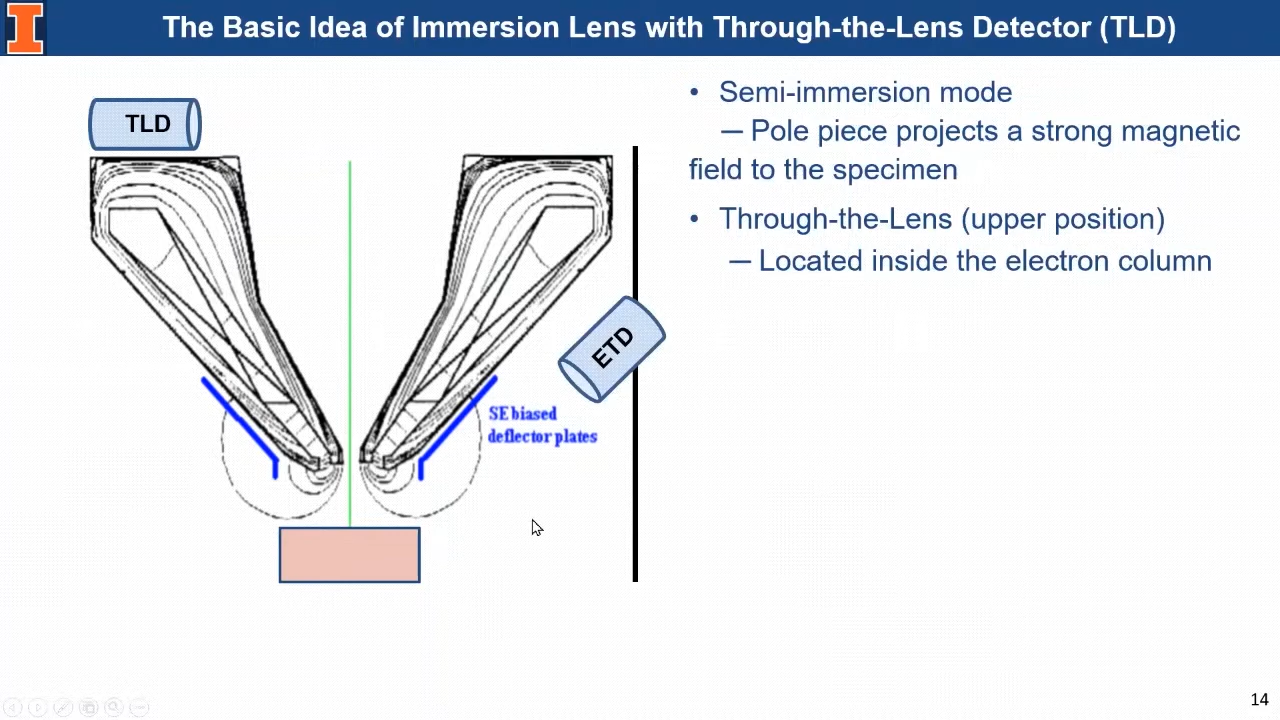 The Basic Idea of Immersion Lens with Through-the-Lens Detector (TLD)
TLD
ETD
SE biased
deflector plates
• Semi-immersion mode
— Pole piece projects a strong magnetic
field to the specimen
• Through-the-Lens (upper position)
— Located inside the electron column
14